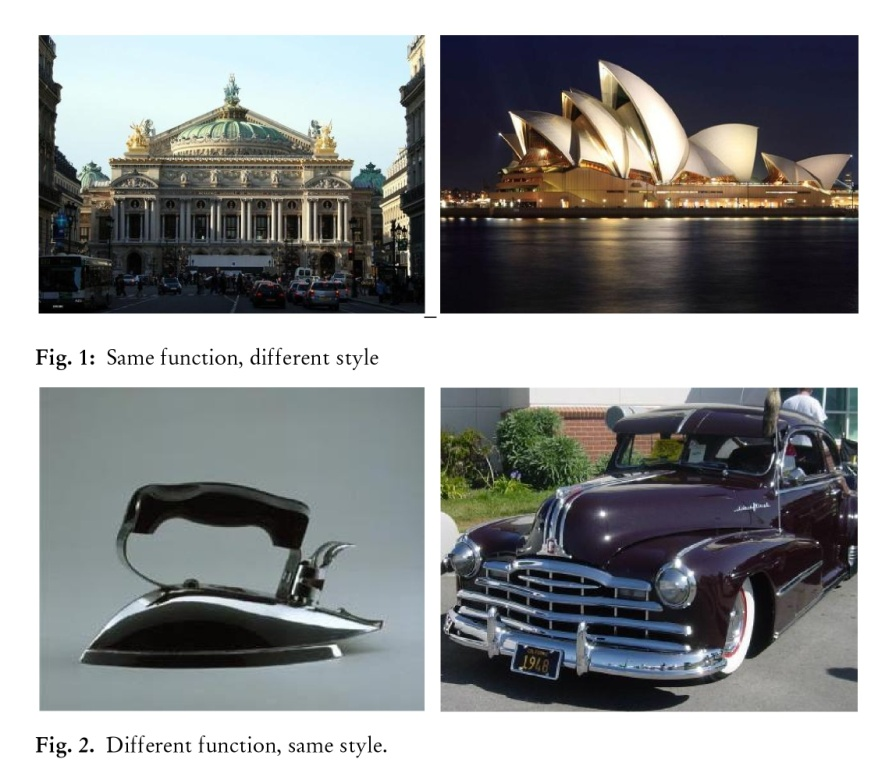 Fig. 1: Same function, different style
1948
Fig. 2. Different function, same style.